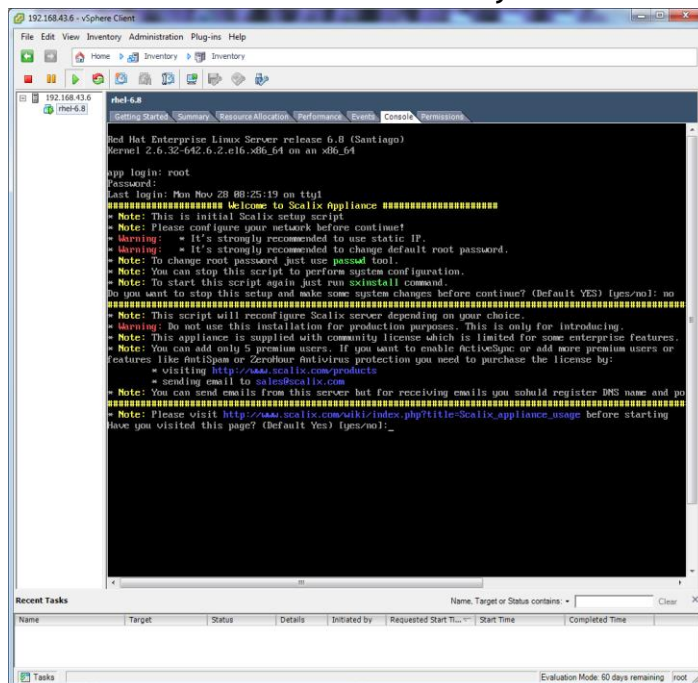 192.168.43.6 - vSphere Client
File Edit View Inventory Administration Plug-ins Help
Home Inventory Inventory
192.168.43.6
rhel-6.8
rhel-6.8
Getting Started Summary Resource Allocation Performance Events Console Permissions
Red Hat Enterprise Linux Server release 6.8 (Santiago)
Kernel 2.6.32-642.6.2.el6.x86_64 on an x86_64
app login: root
Password:
Last login: Mon Nov 28 08:25:19 on tty1
##################### Welcome to Scalix Appliance #####################
* Note: This is initial Scalix setup script
* Note: Please configure your network before continue!
* Warning: * It's strongly recommended to use static IP.
* Warning: * It's strongly recommended to change default root password.
* Note: To change root password just use passwd tool.
* Note: You can stop this script to perform system configuration.
* Note: To start this script again just run sxinstall command.
Do you want to stop this setup and make some system changes before continue? (Default YES) [yes/no]: no
* Note: This script will reconfigure Scalix server depending on your choice.
* Warning: Do not use this installation for production purposes. This is only for introducing.
* Note: This appliance is supplied with community license which is limited for some enterprise features.
* Note: You can add only 5 premium users. If you want to enable ActiveSync or add more premium users or
features like AntiSpam or ZeroHour Antivirus protection you need to purchase the license by:
* visiting http://www.scalix.com/products
* sending email to sales@scalix.com
* Note: You can send emails from this server but for receiving emails you sohuld register DNS name and po
* Note: Please visit http://www.scalix.com/wiki/index.php?title=Scalix_appliance_usage before starting
Have you visited this page? (Default Yes) [yes/no]:_
Recent Tasks
Name, Target or Status contains: Clear
Name Target Status Details Initiated by Requested Start Ti... Start Time Completed Time
Tasks
Evaluation Mode: 60 days remaining root